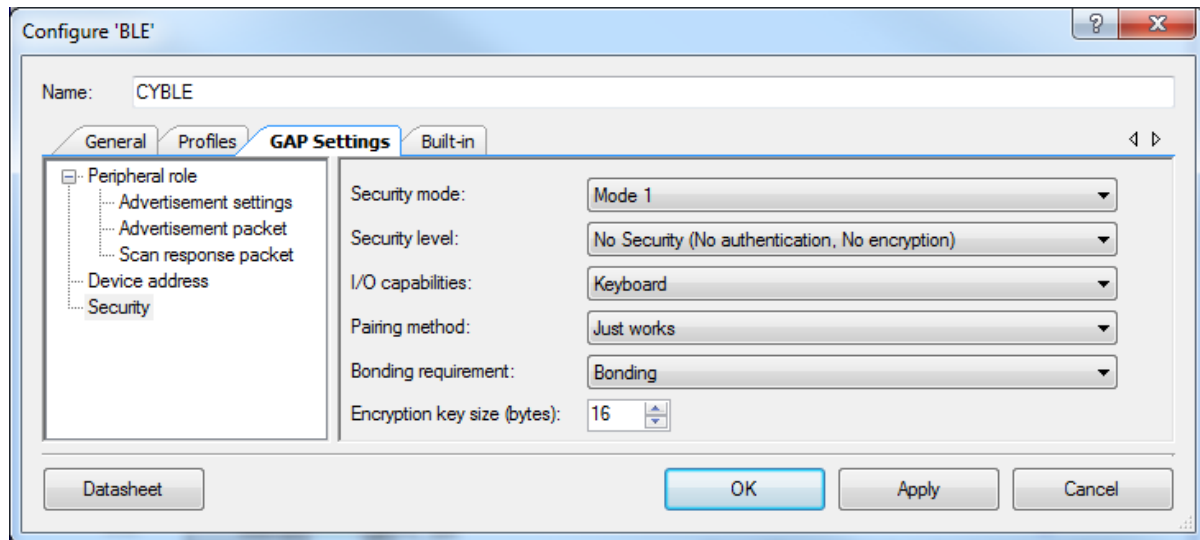 Configure 'BLE'
Name: CYBLE
General Profiles GAP Settings Built-in
Peripheral role
Advertisement settings
Advertisement packet
Scan response packet
Device address
Security
Security mode: Mode 1
Security level: No Security (No authentication, No encryption)
I/O capabilities: Keyboard
Pairing method: Just works
Bonding requirement: Bonding
Encryption key size (bytes): 16
Datasheet OK Apply Cancel